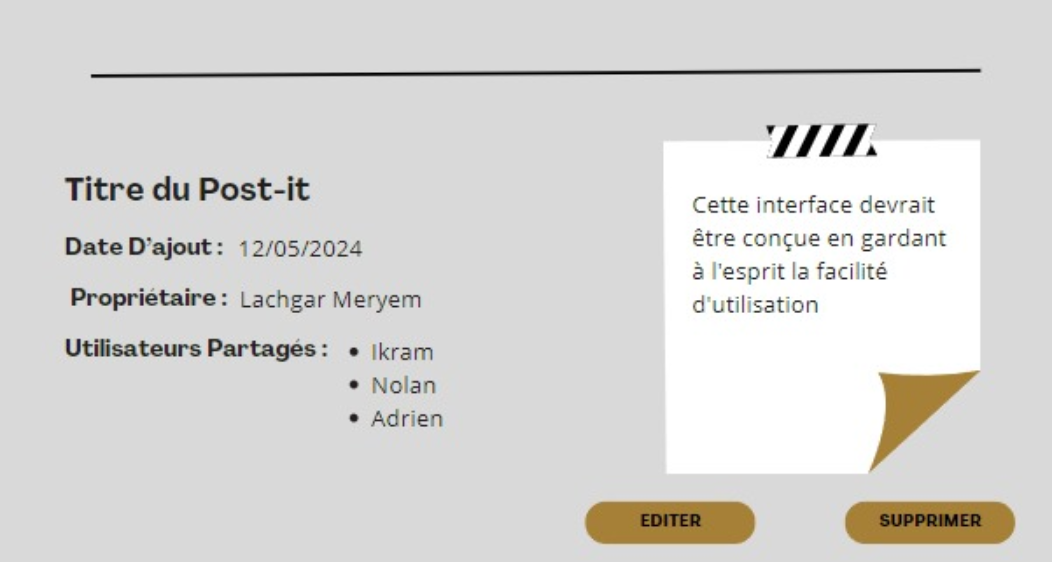 Titre du Post-it
Date D’ajout : 12/05/2024
Propriétaire : Lachgar Meryem
Utilisateurs Partagés : • Ikram
• Nolan
• Adrien
Cette interface devrait
être conçue en gardant
à l'esprit la facilité
d'utilisation
EDITER
SUPPRIMER